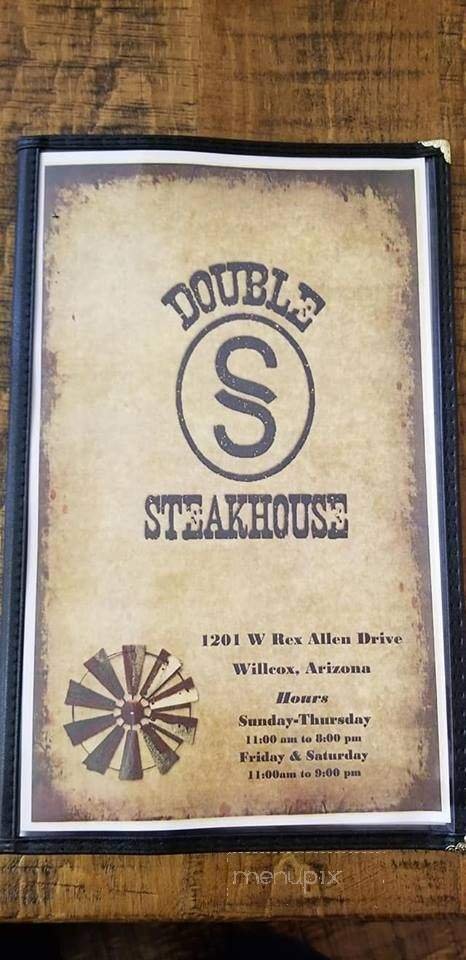 DOUBLE
SS
STEAKHOUSE
1201 W Rex Allen Drive
Willcox, Arizona
Hours
Sunday-Thursday
11:00 am to 8:00 pm
Friday & Saturday
11:00am to 9:00 pm
menupix